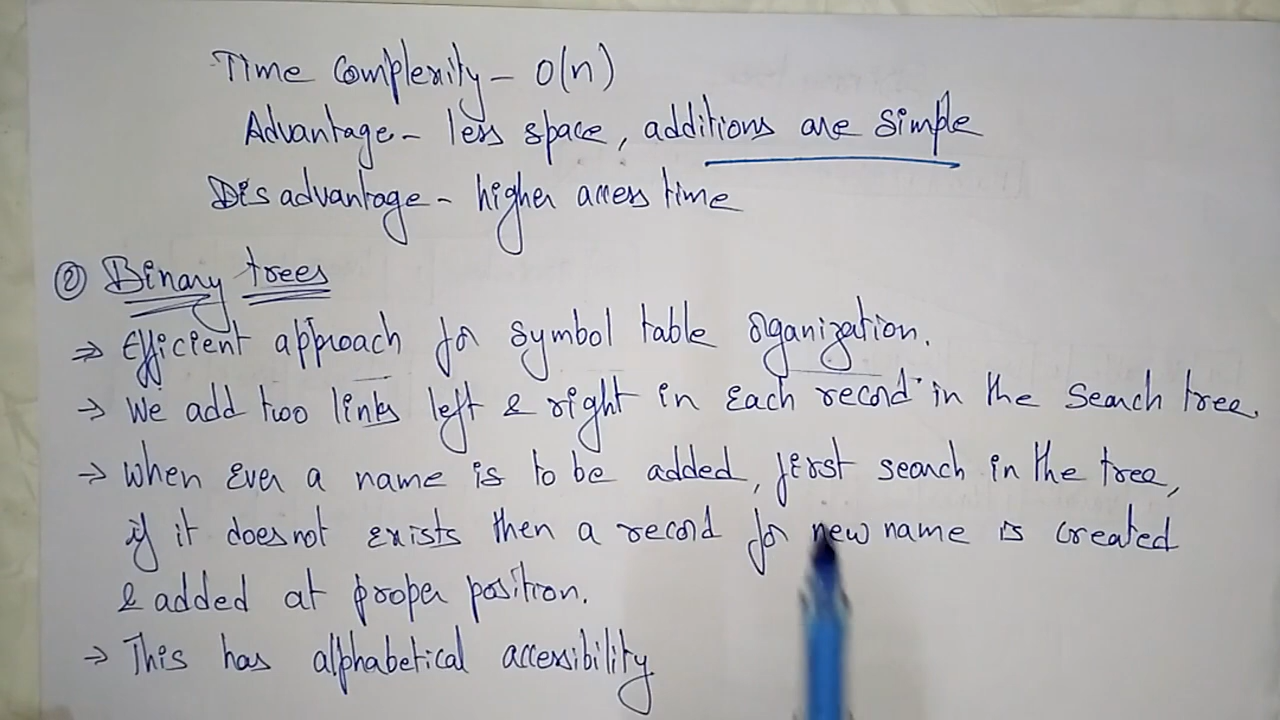 Time Complexity - O(n)
Advantage - less space, additions are simple
Disadvantage - higher access time
② Binary trees
⇒ Efficient approach for symbol table organization.
→ We add two links left & right in each record in the search tree.
→ When ever a name is to be added, first search in the tree,
if it does not exists then a record for new name is created
& added at proper position.
→ This has alphabetical accessibility